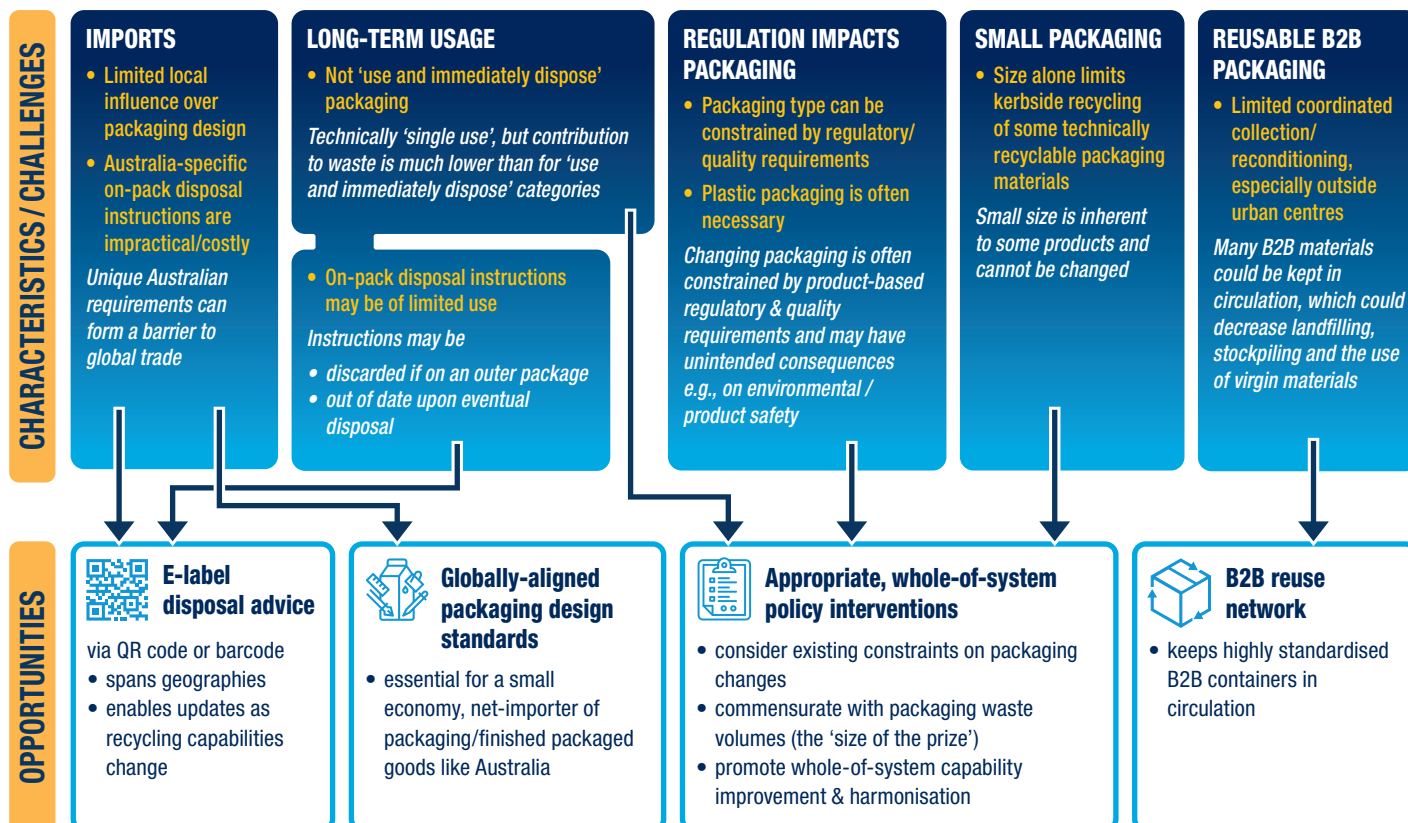 CHARACTERISTICS / CHALLENGES
IMPORTS
• Limited local
influence over
packaging design
• Australia-specific
on-pack disposal
instructions are
impractical/costly
Unique Australian
requirements can
form a barrier to
global trade
LONG-TERM USAGE
• Not ‘use and immediately dispose’
packaging
Technically ‘single use’, but contribution
to waste is much lower than for ‘use
and immediately dispose’ categories
• On-pack disposal instructions
may be of limited use
Instructions may be
• discarded if on an outer package
• out of date upon eventual
disposal
REGULATION IMPACTS
PACKAGING
• Packaging type can be
constrained by regulatory/
quality requirements
• Plastic packaging is often
necessary
Changing packaging is often
constrained by product-based
regulatory & quality
requirements and may have
unintended consequences
e.g., on environmental /
product safety
SMALL PACKAGING
• Size alone limits
kerbside recycling
of some technically
recyclable packaging
materials
Small size is inherent
to some products and
cannot be changed
REUSABLE B2B
PACKAGING
• Limited coordinated
collection/
reconditioning,
especially outside
urban centres
Many B2B materials
could be kept in
circulation, which could
decrease landfilling,
stockpiling and the use
of virgin materials
OPPORTUNITIES
E-label
disposal advice
via QR code or barcode
• spans geographies
• enables updates as
recycling capabilities
change
Globally-aligned
packaging design
standards
• essential for a small
economy, net-importer of
packaging/finished packaged
goods like Australia
Appropriate, whole-of-system
policy interventions
• consider existing constraints on packaging
changes
• commensurate with packaging waste
volumes (the ‘size of the prize’)
• promote whole-of-system capability
improvement & harmonisation
B2B reuse
network
• keeps highly standardised
B2B containers in
circulation